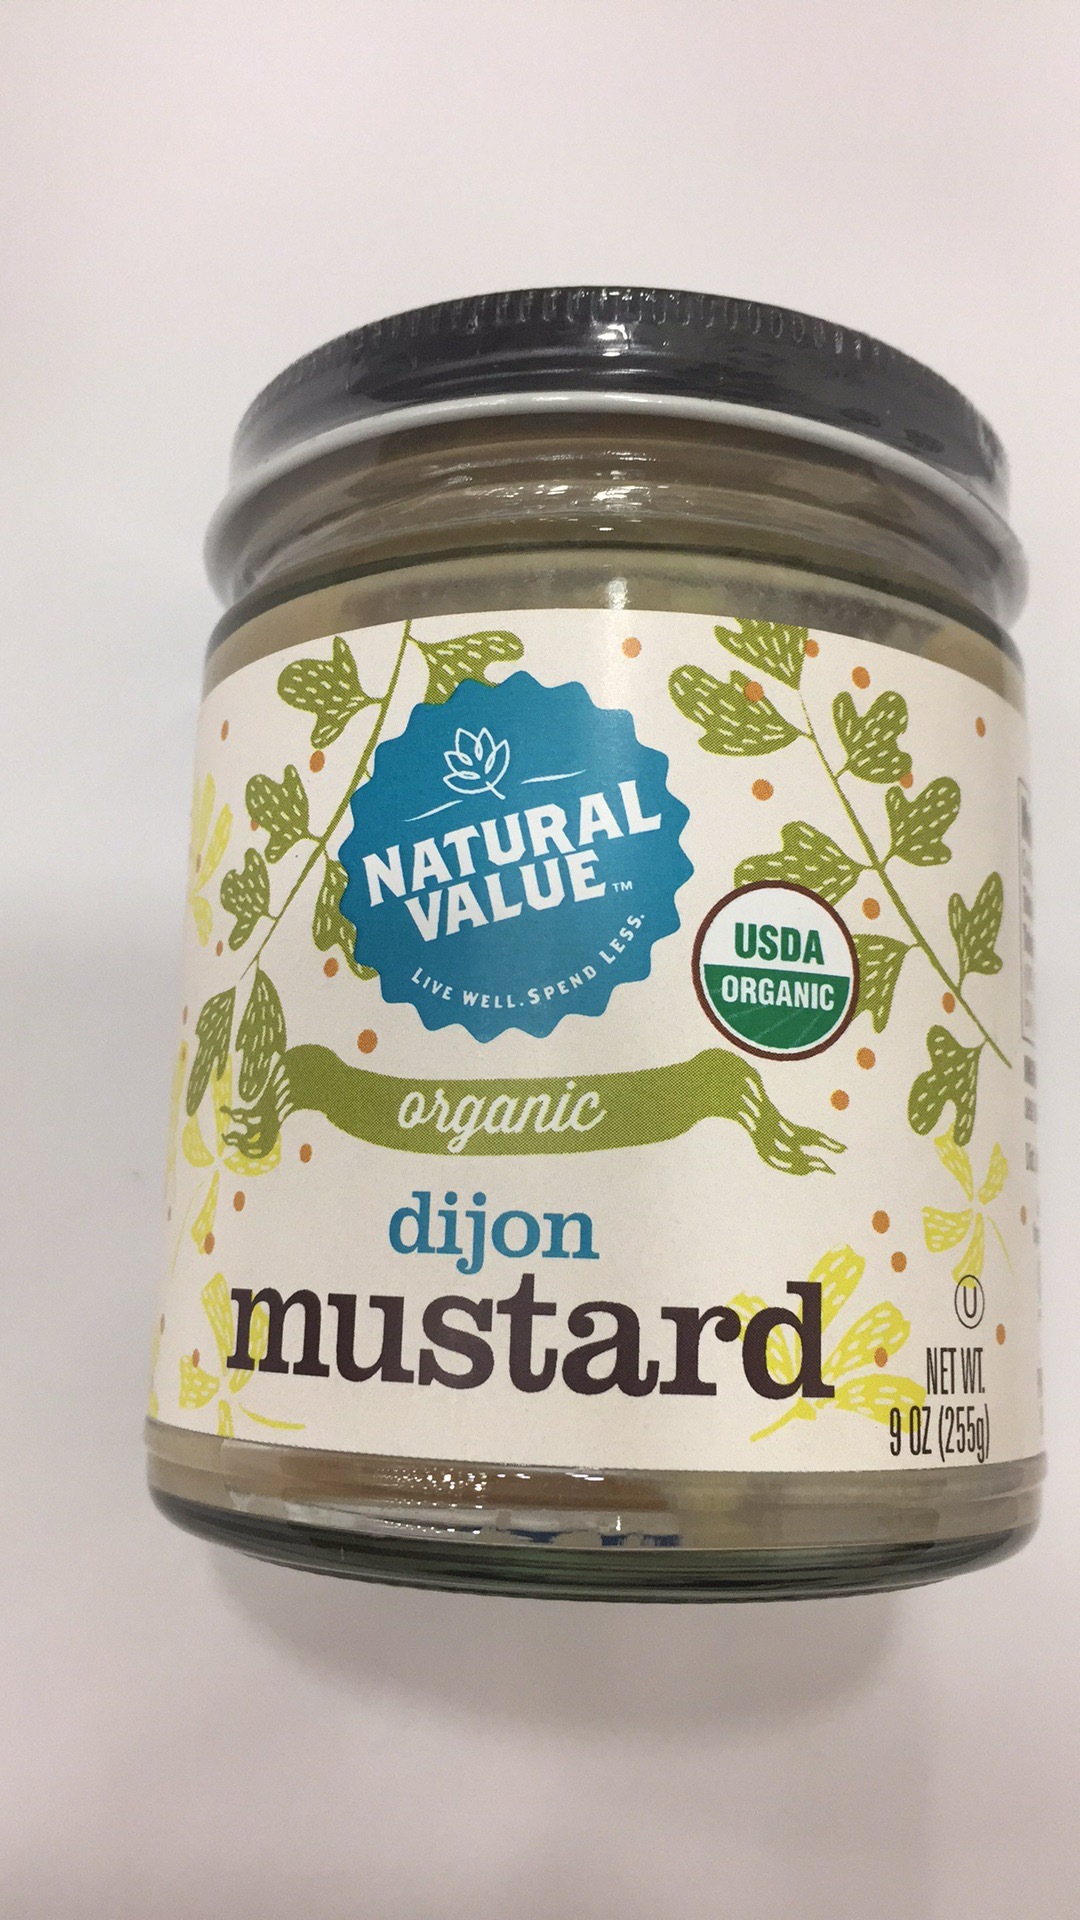 NATURAL
VALUE™
LIVE WELL. SPEND LESS.
USDA
ORGANIC
organic
dijon
mustard
U
NET WT.
9 OZ (255g)